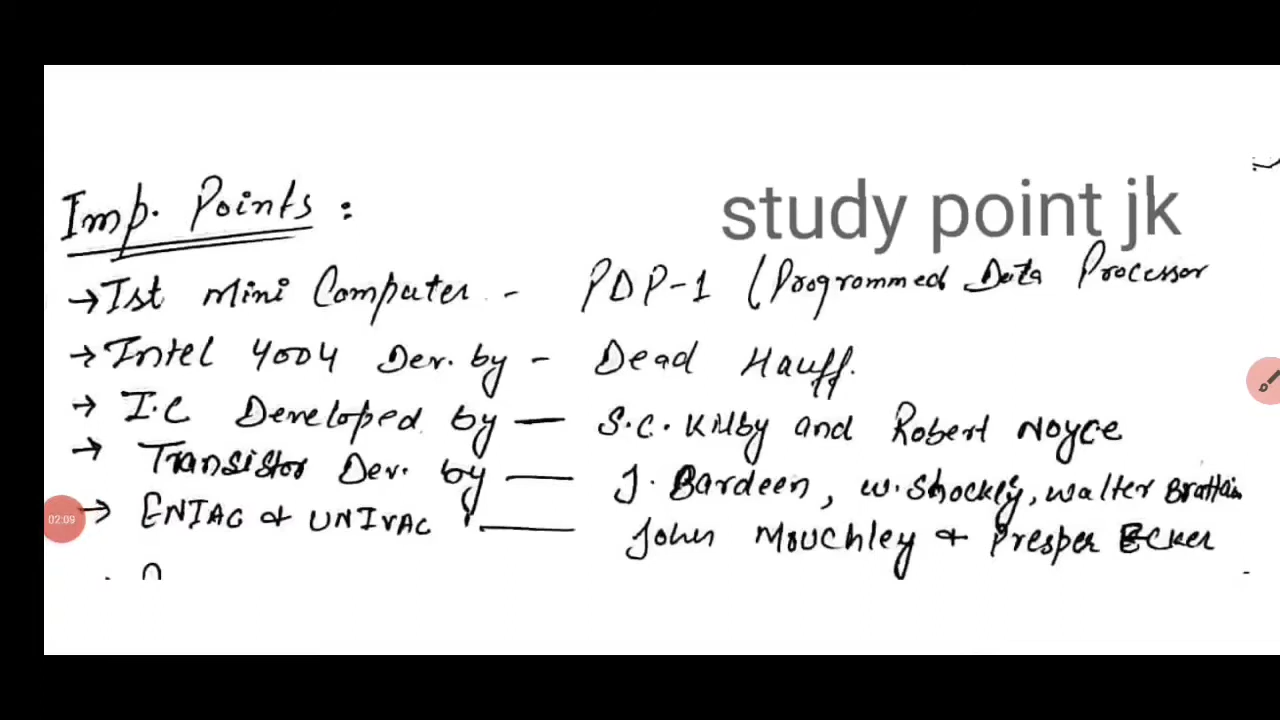 study point jk
Imp. Points :
→ Ist Mini Computer - PDP-1 (Programmed Data Processor
→ Intel 4004 Dev. by - Dead Hauff.
→ I.C Developed by — S.C. Kilby and Robert Noyce
→ Transistor Dev. by — J. Bardeen, W. Shockly, Walter Brattain
→ ENIAC & UNIVAC — John Mouchley & Presper Ecker
02:09